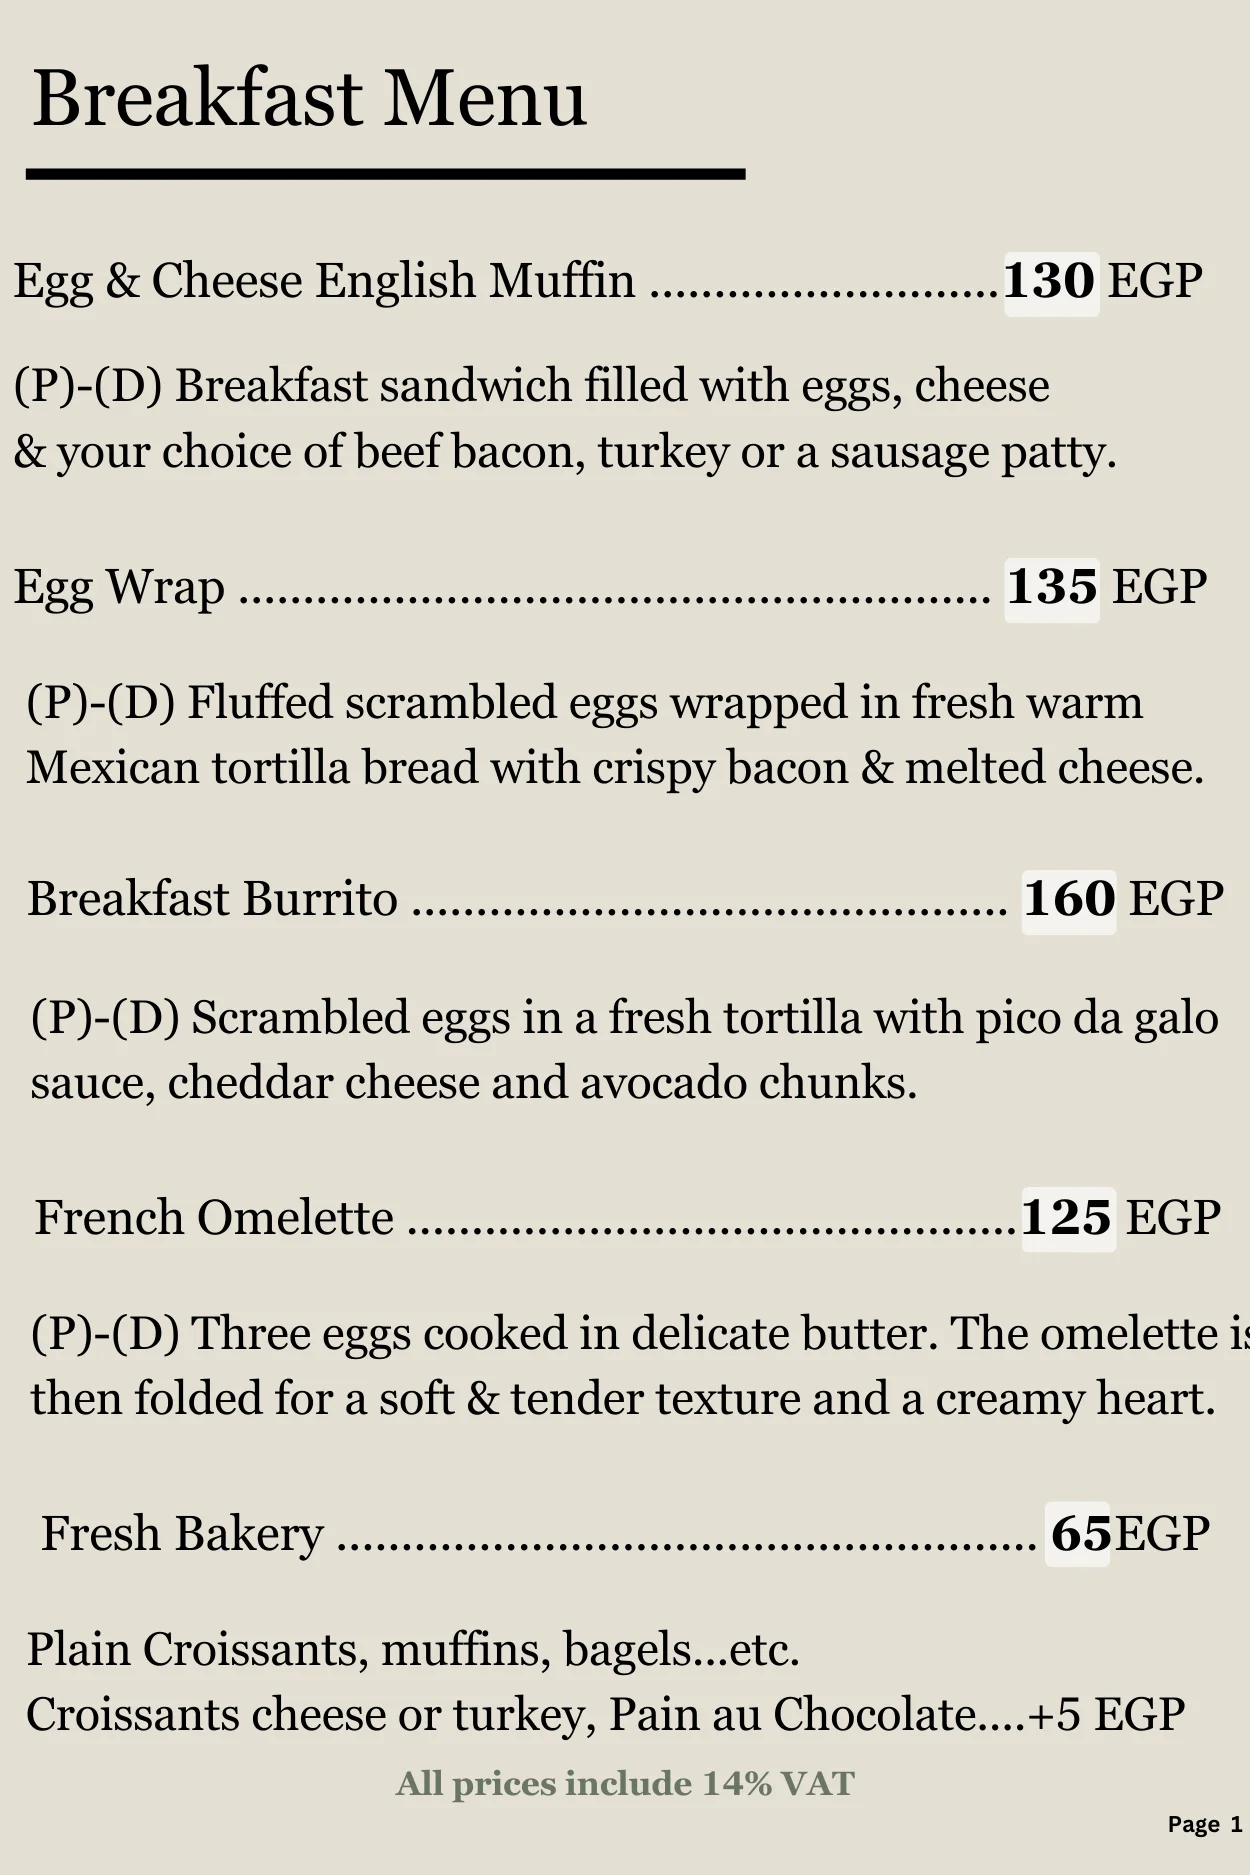 Breakfast Menu
Egg & Cheese English Muffin ...........................130 EGP
(P)-(D) Breakfast sandwich filled with eggs, cheese
& your choice of beef bacon, turkey or a sausage patty.
Egg Wrap .......................................................... 135 EGP
(P)-(D) Fluffed scrambled eggs wrapped in fresh warm
Mexican tortilla bread with crispy bacon & melted cheese.
Breakfast Burrito .............................................. 160 EGP
(P)-(D) Scrambled eggs in a fresh tortilla with pico da galo
sauce, cheddar cheese and avocado chunks.
French Omelette ...............................................125 EGP
(P)-(D) Three eggs cooked in delicate butter. The omelette is
then folded for a soft & tender texture and a creamy heart.
Fresh Bakery ...................................................... 65EGP
Plain Croissants, muffins, bagels...etc.
Croissants cheese or turkey, Pain au Chocolate....+5 EGP
All prices include 14% VAT
Page 1